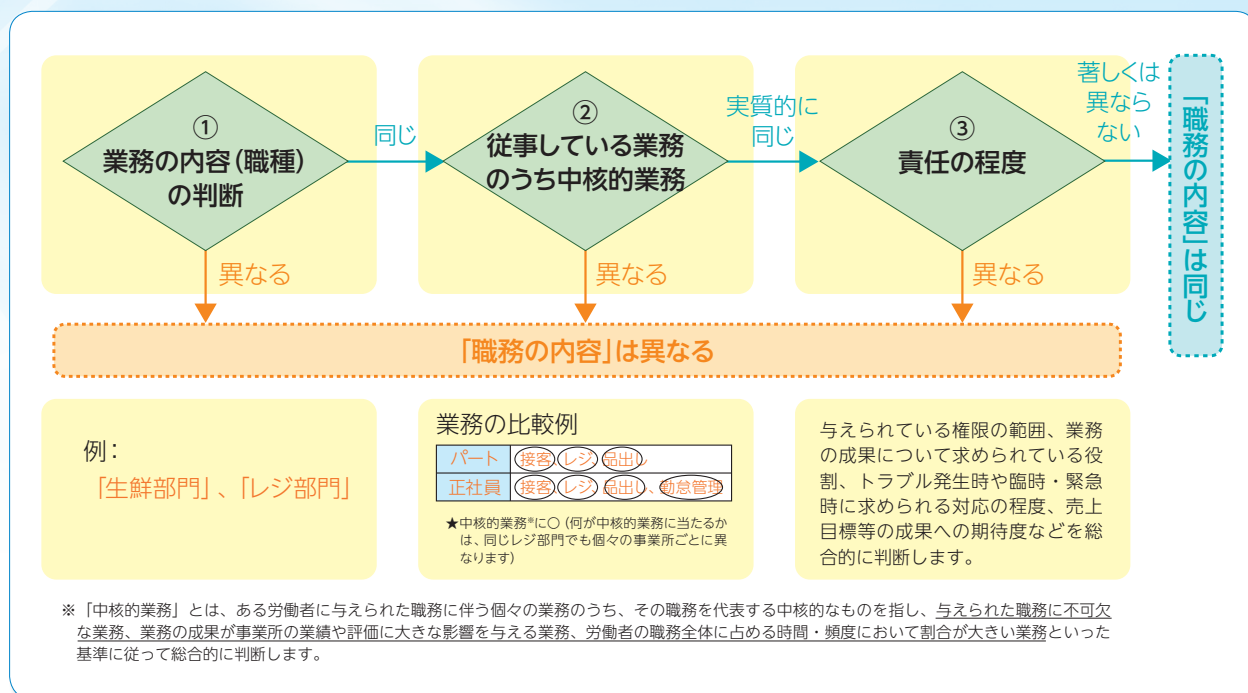 ①
業務の内容(職種)
の判断
同じ
②
従事している業務
のうち中核的業務
実質的に
同じ
③
責任の程度
著しくは
異なら
ない
「職務の内容」は同じ
異なる
異なる
異なる
「職務の内容」は異なる
例：
「生鮮部門」、「レジ部門」
業務の比較例
パート 接客、レジ、品出し
正社員 接客、レジ、品出し、勤怠管理
★中核的業務※に○（何が中核的業務に当たるか
は、同じレジ部門でも個々の事業所ごとに異
なります）
与えられている権限の範囲、業務
の成果について求められている役
割、トラブル発生時や臨時・緊急
時に求められる対応の程度、売上
目標等の成果への期待度などを総
合的に判断します。
※「中核的業務」とは、ある労働者に与えられた職務に伴う個々の業務のうち、その職務を代表する中核的なものを指し、与えられた職務に不可欠
な業務、業務の成果が事業所の業績や評価に大きな影響を与える業務、労働者の職務全体に占める時間・頻度において割合が大きい業務といった
基準に従って総合的に判断します。